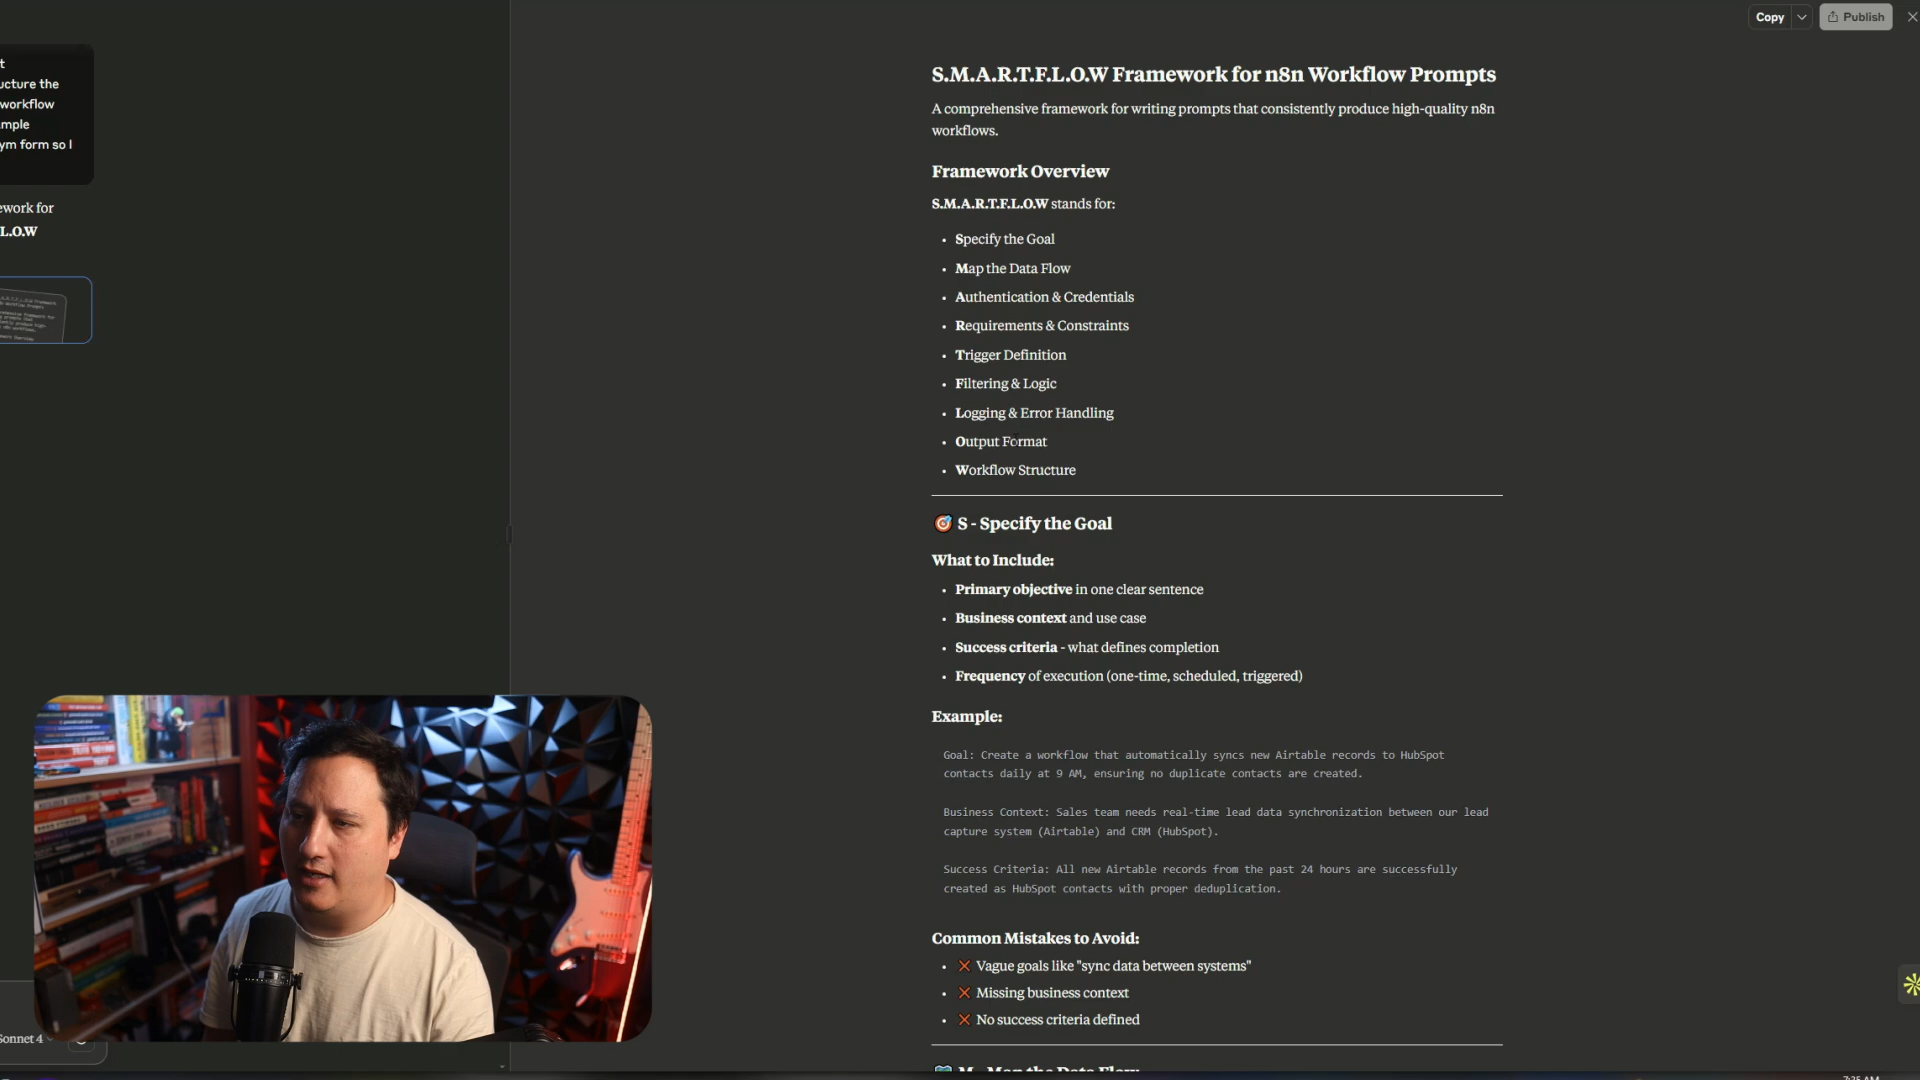 Copy
Publish
t
ucture the
workflow
mple
ym form so I
ework for
L.O.W
S.M.A.R.T.F.L.O.W Framework for n8n Workflow Prompts
A comprehensive framework for writing prompts that consistently produce high-quality n8n
workflows.
Framework Overview
S.M.A.R.T.F.L.O.W stands for:
• Specify the Goal
• Map the Data Flow
• Authentication & Credentials
• Requirements & Constraints
• Trigger Definition
• Filtering & Logic
• Logging & Error Handling
• Output Format
• Workflow Structure
🎯 S - Specify the Goal
What to Include:
• Primary objective in one clear sentence
• Business context and use case
• Success criteria - what defines completion
• Frequency of execution (one-time, scheduled, triggered)
Example:
Goal: Create a workflow that automatically syncs new Airtable records to HubSpot
contacts daily at 9 AM, ensuring no duplicate contacts are created.
Business Context: Sales team needs real-time lead data synchronization between our lead
capture system (Airtable) and CRM (HubSpot).
Success Criteria: All new Airtable records from the past 24 hours are successfully
created as HubSpot contacts with proper deduplication.
Common Mistakes to Avoid:
• ❌ Vague goals like "sync data between systems"
• ❌ Missing business context
• ❌ No success criteria defined
M - Map the Data Flow
Sonnet 4
7:35 AM